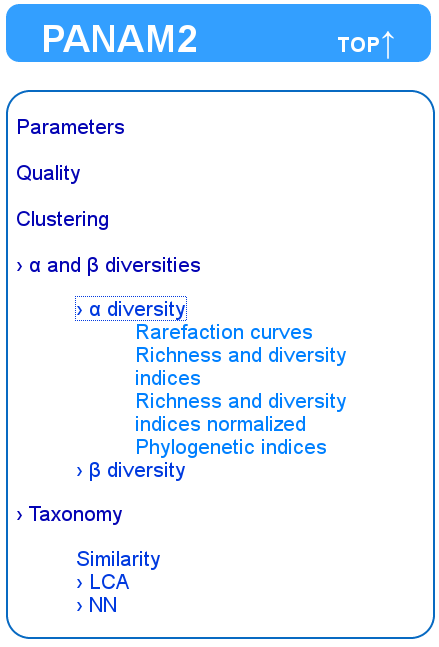 PANAM2
TOP↑
Parameters
Quality
Clustering
› α and β diversities
› α diversity
Rarefaction curves
Richness and diversity
indices
Richness and diversity
indices normalized
Phylogenetic indices
› β diversity
› Taxonomy
Similarity
› LCA
› NN